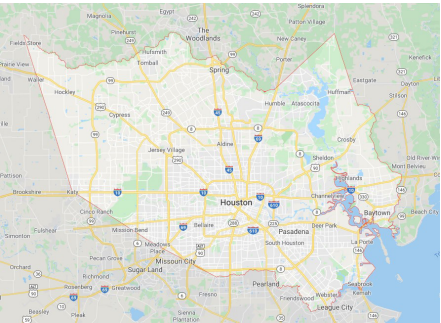 Splendora
Egypt
Magnolia
Patton Village
Pinehurst
The
Woodlands
New Caney
Fields Store
Hufsmith
Kenefick
Tomball
Porter
Prairie View
Spring
Eastgate
Waller
Dayton
Hockley
Huffman
Stilson
Humble
Atascocita
Cypress
Crosby
Aldine
Jersey Village
Old River-Wi
Sheldon
Mont Belvieu
Pattison
Highlands
Brookshire
Katy
Channelview
Houston
Cinco Ranch
Baytown
Beach City
Bellaire
Deer Park
Simonton
Fulshear
Mission Bend
Pasadena
La Porte
South Houston
Meadows
Place
Pecan Grove
Missouri City
Orchard
Sugar Land
Richmond
Seabrook
Kemah
Rosenberg
Greatwood
Pearland
Webster
Fresno
Friendswood
League City
Beasley
Pleak
Sienna
Plantation